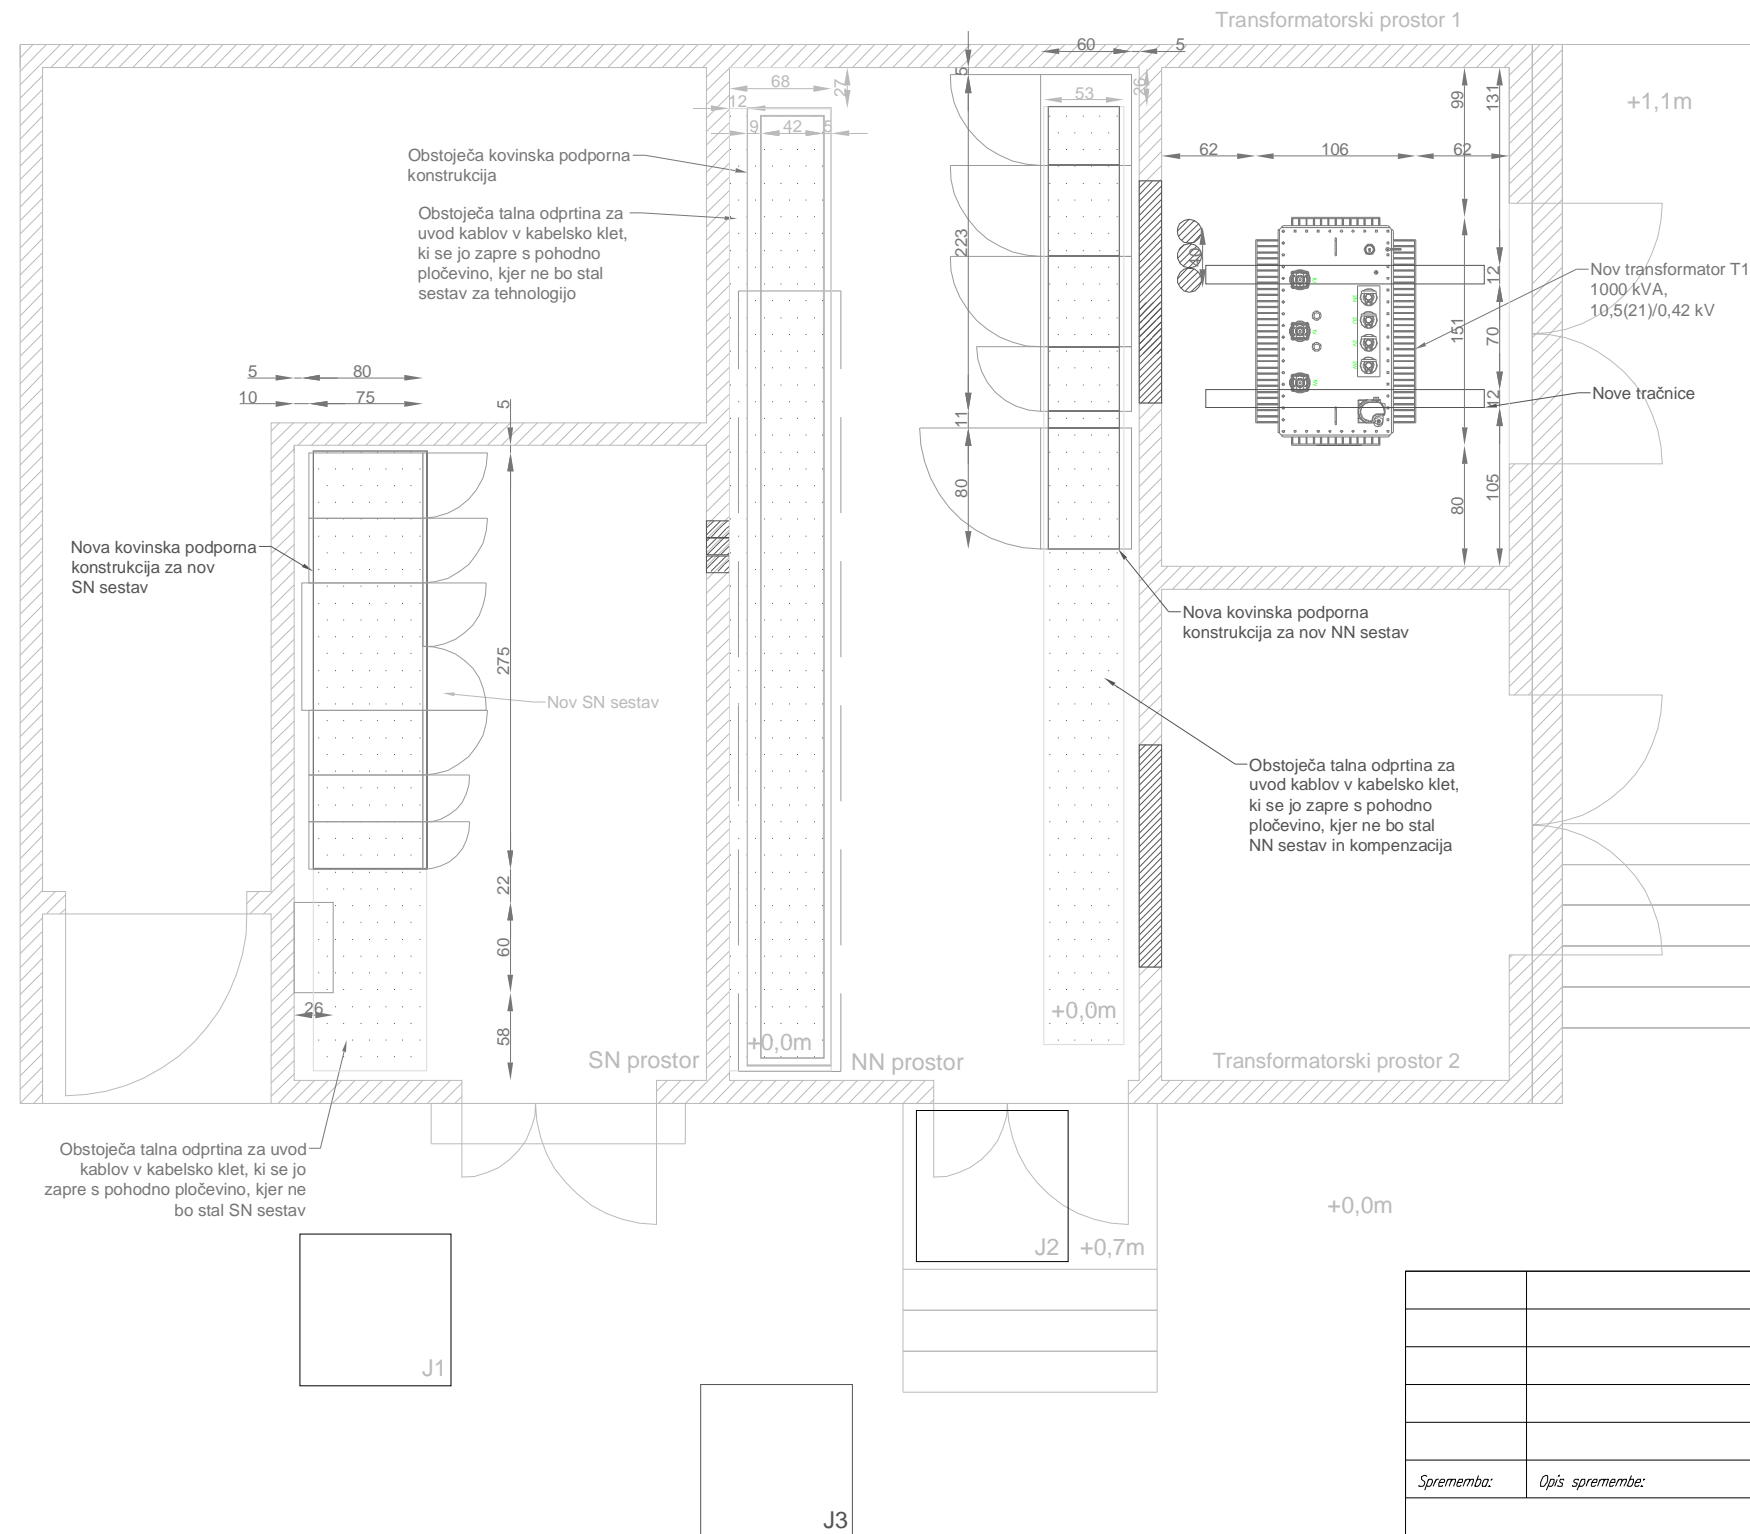 Transformatorski prostor 1
60
5
5
68
27
12
9
42
5
53
26
99
131
+1,1m
62
106
62
Obstoječa kovinska podporna
konstrukcija
Obstoječa talna odprtina za
uvod kablov v kabelsko klet,
ki se jo zapre s pohodno
pločevino, kjer ne bo stal
sestav za tehnologijo
223
12
151
70
12
Nov transformator T1
1000 kVA,
10,5(21)/0,42 kV
Nove tračnice
5
80
10
75
5
11
80
80
105
Nova kovinska podporna
konstrukcija za nov
SN sestav
275
Nov SN sestav
Nova kovinska podporna
konstrukcija za nov NN sestav
Obstoječa talna odprtina za
uvod kablov v kabelsko klet,
ki se jo zapre s pohodno
pločevino, kjer ne bo stal
NN sestav in kompenzacija
22
60
26
58
+0,0m
+0,0m
SN prostor
NN prostor
Transformatorski prostor 2
Obstoječa talna odprtina za uvod
kablov v kabelsko klet, ki se jo
zapre s pohodno pločevino, kjer ne
bo stal SN sestav
+0,0m
J2
+0,7m
J1
J3
Sprememba:
Opis spremembe: